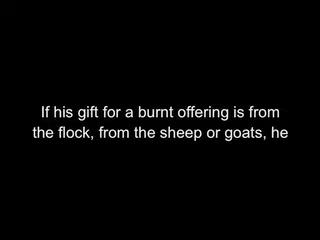 If his gift for a burnt offering is from
the flock, from the sheep or goats, he